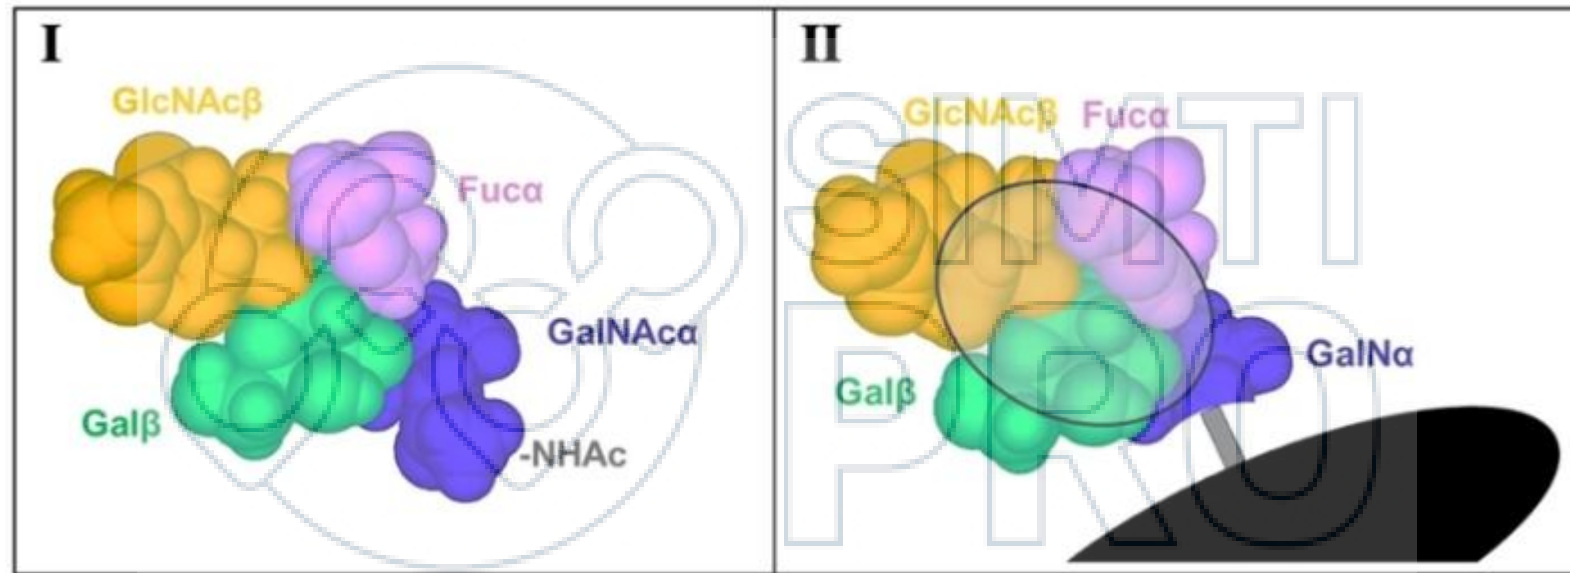 I
GlcNAcβ
Fucα
GalNAcα
Galβ
-NHAc
II
GlcNAcβ
Fucα
GalNα
Galβ
SIMTI
PRO